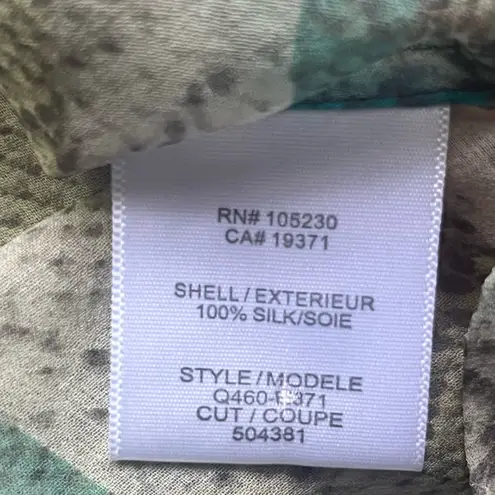 RN# 105230
CA# 19371
SHELL/EXTERIEUR
100% SILK/SOIE
STYLE/MODELE
CUT/COUPE
504381